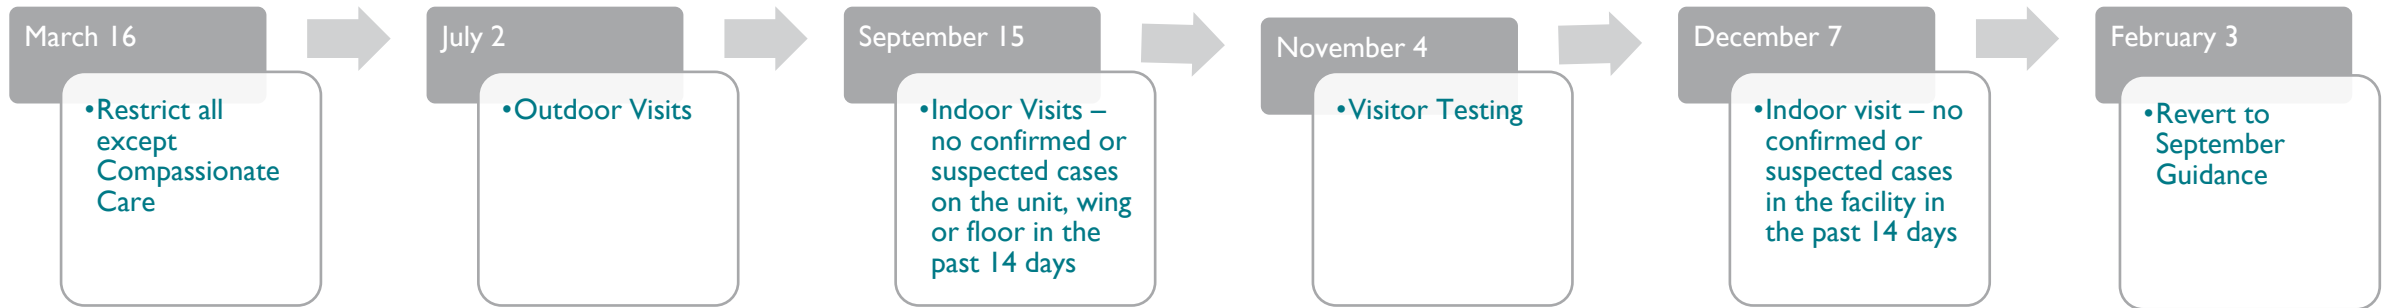 March 16
•Restrict all
except
Compassionate
Care
July 2
•Outdoor Visits
September 15
•Indoor Visits –
no confirmed or
suspected cases
on the unit, wing
or floor in the
past 14 days
November 4
•Visitor Testing
December 7
•Indoor visit – no
confirmed or
suspected cases
in the facility in
the past 14 days
February 3
•Revert to
September
Guidance